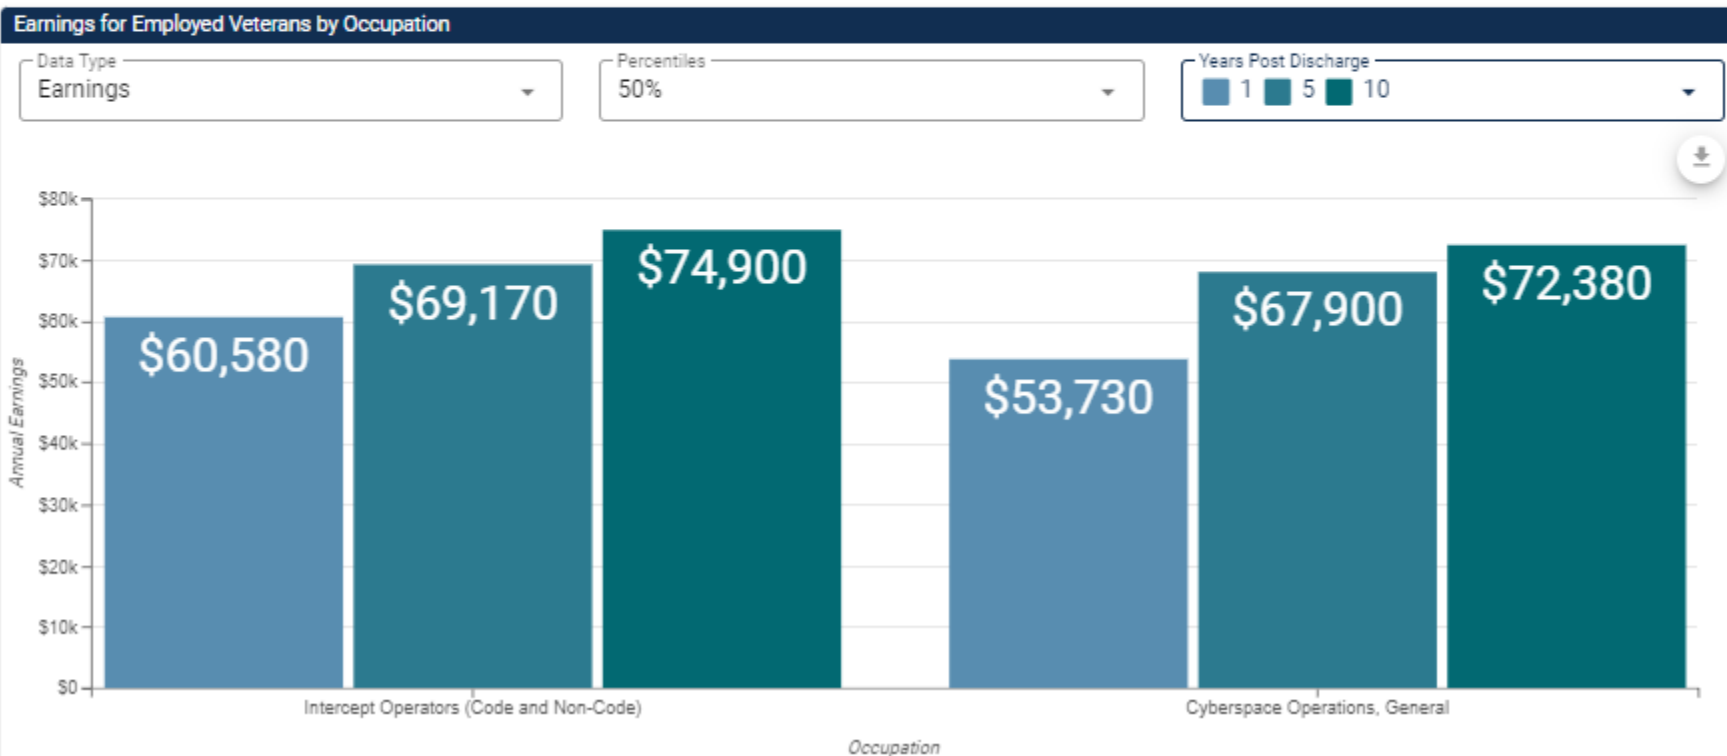 Earnings for Employed Veterans by Occupation
Data Type Percentiles Years Post Discharge
Earnings 50% 1 5 10
$80k
$70k
$60k
$50k
$40k
$30k
$20k
$10k
$0
Annual Earnings
$60,580
$69,170
$74,900
$53,730
$67,900
$72,380
Intercept Operators (Code and Non-Code) Cyberspace Operations, General
Occupation